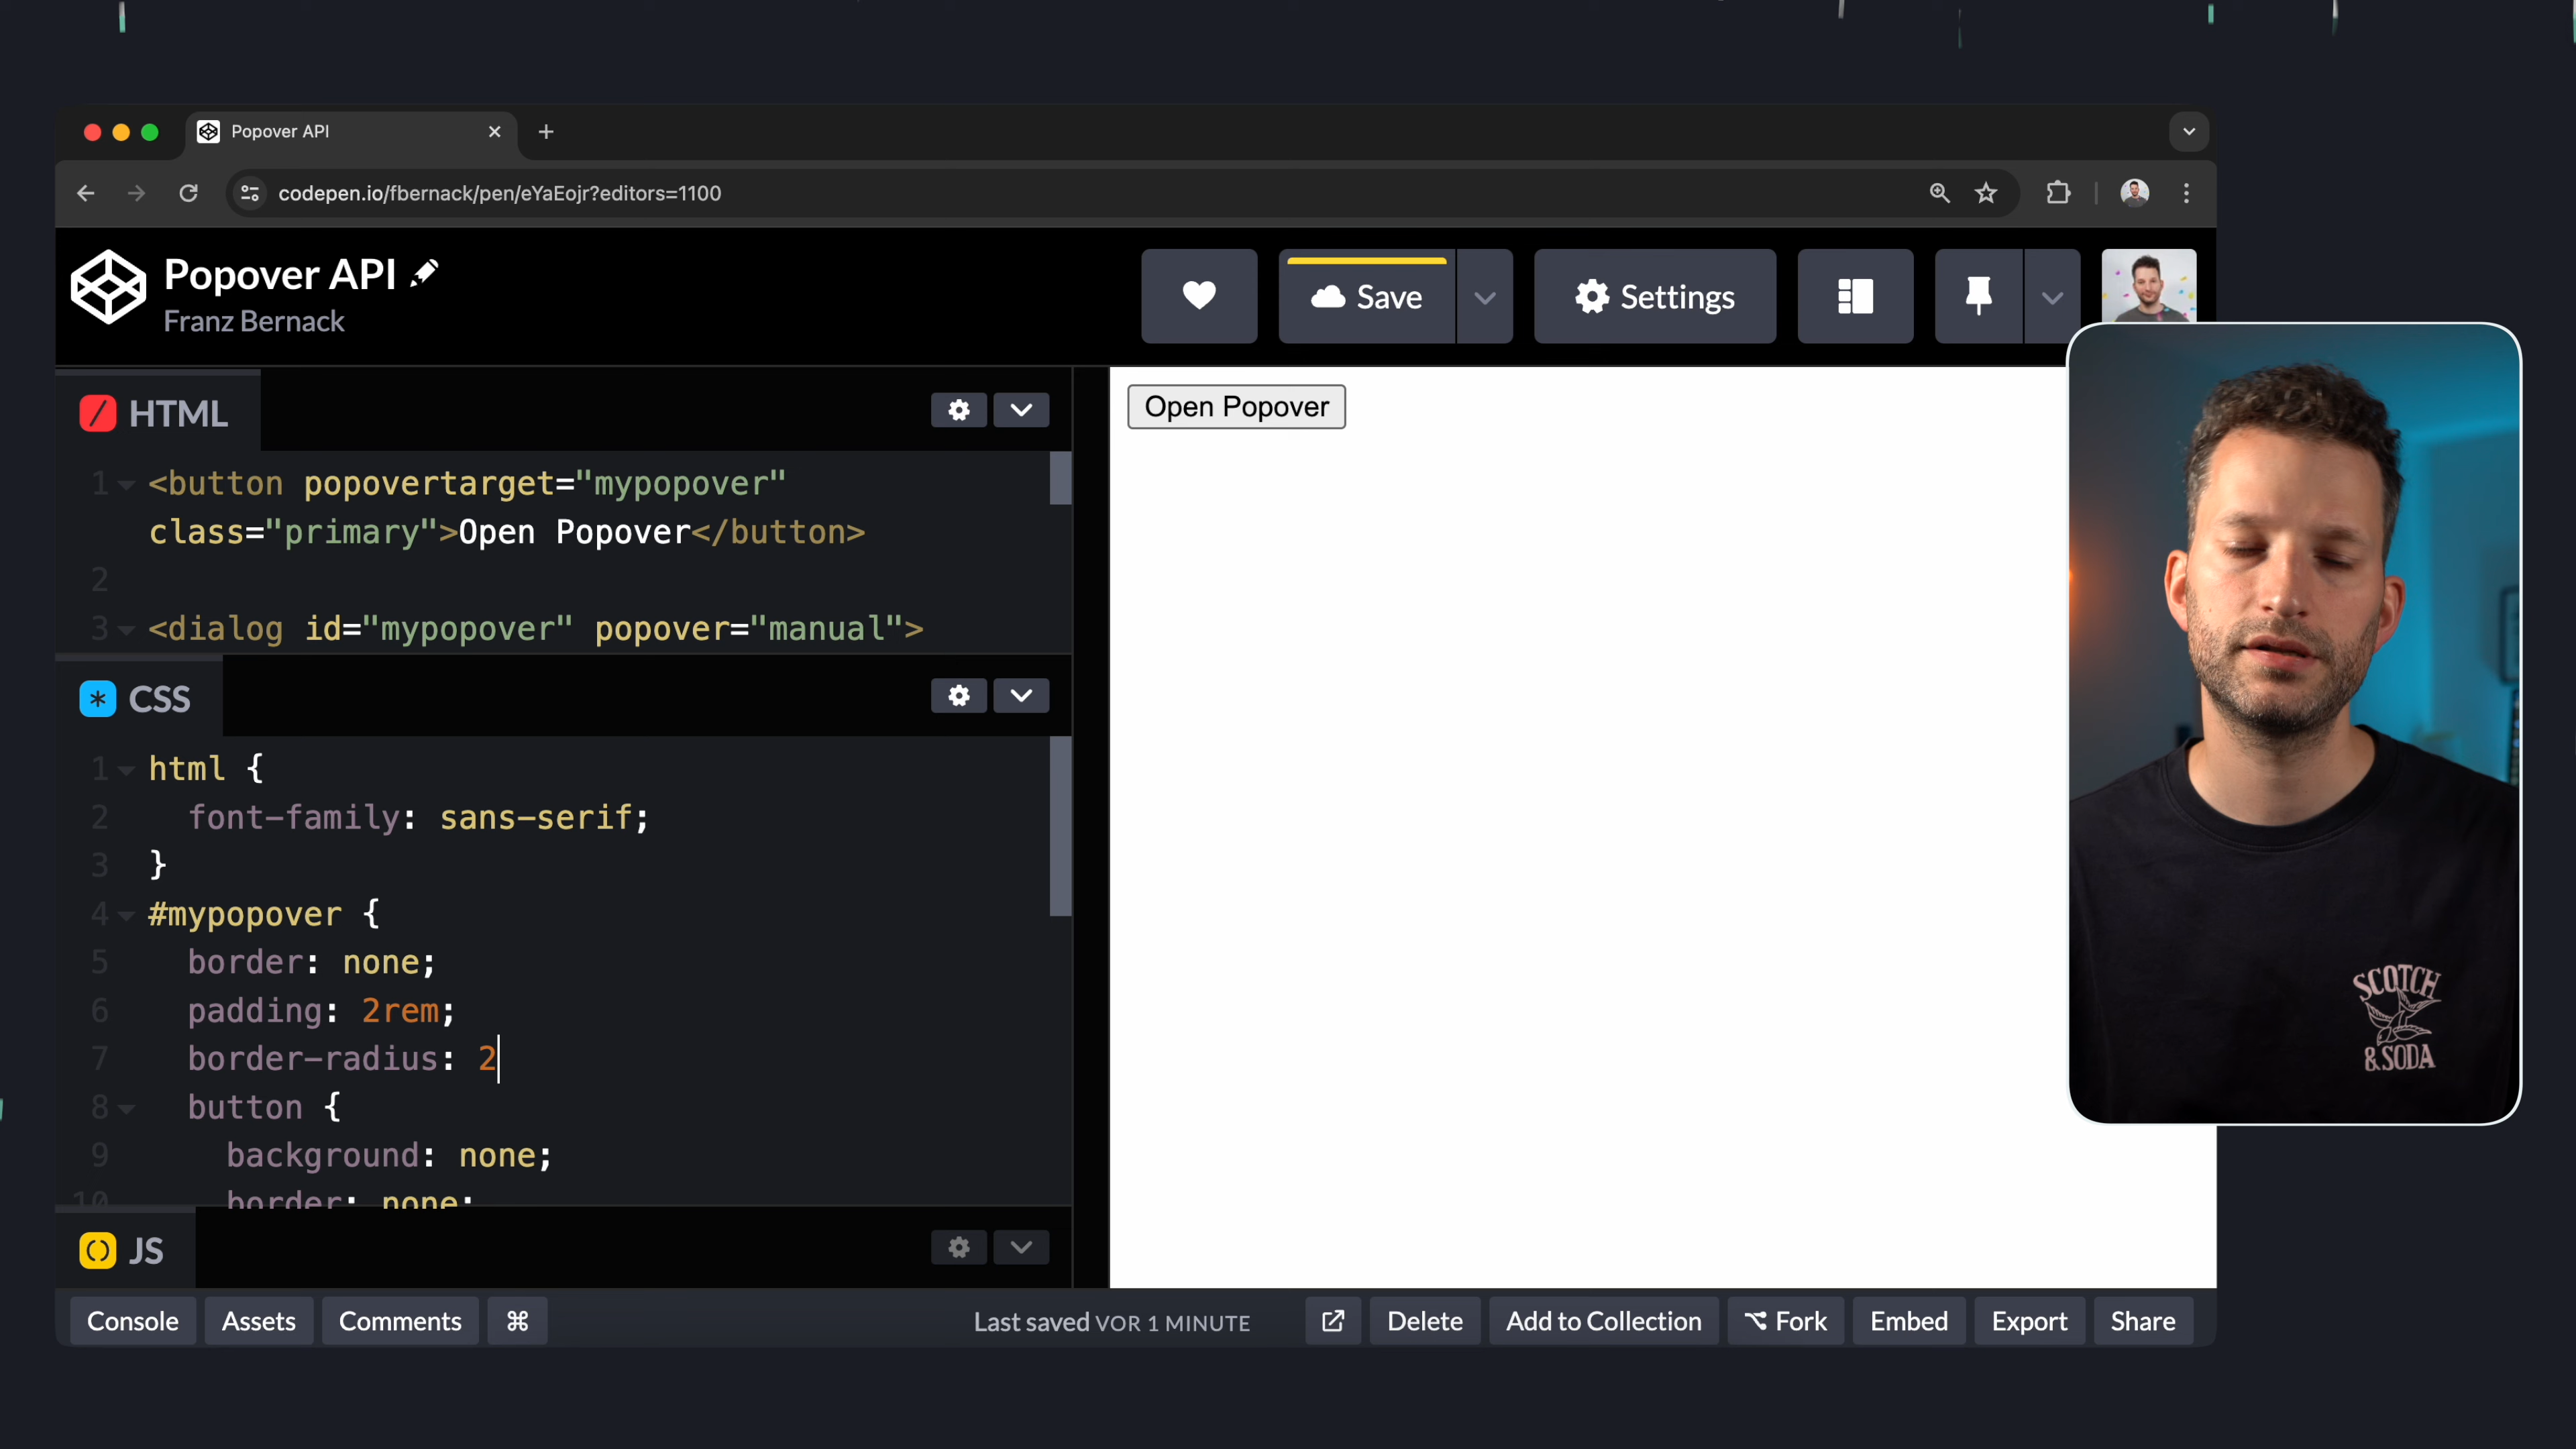 Popover API
codepen.io/fbernack/pen/eYaEojr?editors=1100
Popover API
Franz Bernack
Save
Settings
HTML
1 <button popovertarget="mypopover"
class="primary">Open Popover</button>
2
3 <dialog id="mypopover" popover="manual">
CSS
1 html {
2 font-family: sans-serif;
3 }
4 #mypopover {
5 border: none;
6 padding: 2rem;
7 border-radius: 2
8 button {
9 background: none;
10 border: none;
JS
Open Popover
SCOTCH
& SODA
Console Assets Comments ⌘ Last saved VOR 1 MINUTE Delete Add to Collection Fork Embed Export Share